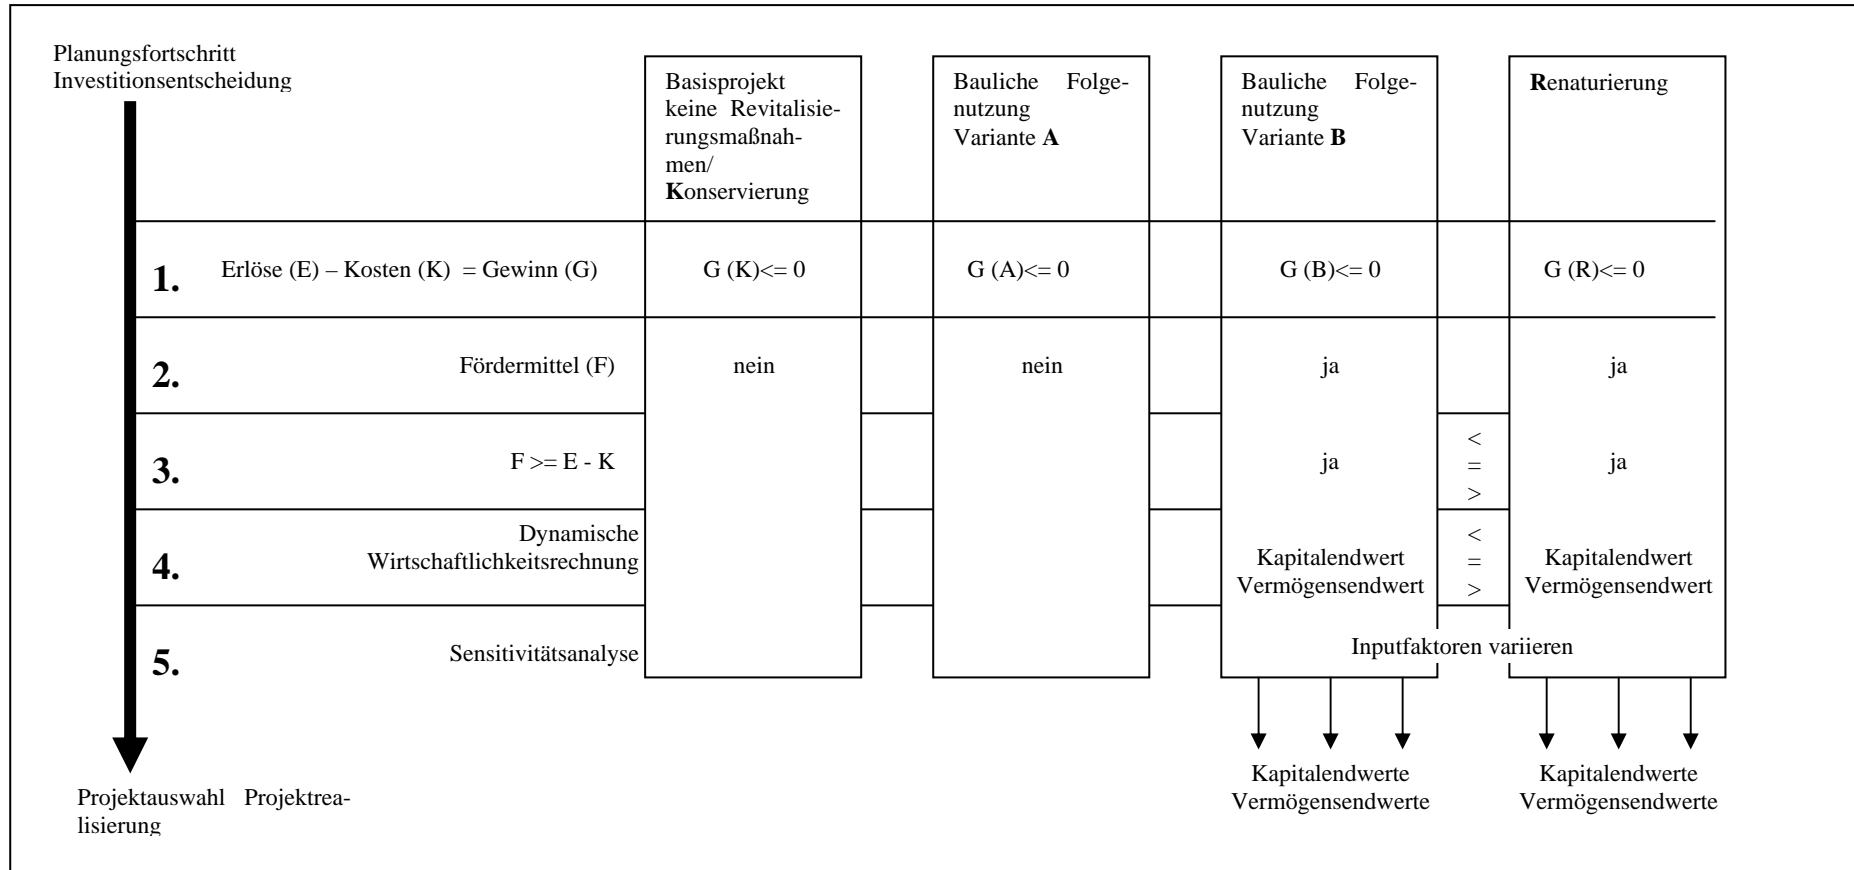 Planungsfortschritt
Investitionsentscheidung
Basisprojekt
keine Revitalisie-
rungsmaßnah-
men/
Konservierung
Bauliche Folge-
nutzung
Variante A
Bauliche Folge-
nutzung
Variante B
Renaturierung
1. Erlöse (E) – Kosten (K) = Gewinn (G) G (K)<= 0 G (A)<= 0 G (B)<= 0 G (R)<= 0
2. Fördermittel (F) nein nein ja ja
<
3. F >= E - K ja = ja
>
Dynamische
Wirtschaftlichkeitsrechnung
4.
Kapitalendwert
Vermögensendwert
<
=
>
Kapitalendwert
Vermögensendwert
5. Sensitivitätsanalyse Inputfaktoren variieren
Kapitalendwerte
Vermögensendwerte
Kapitalendwerte
Vermögensendwerte
Projektauswahl Projektrea-
lisierung